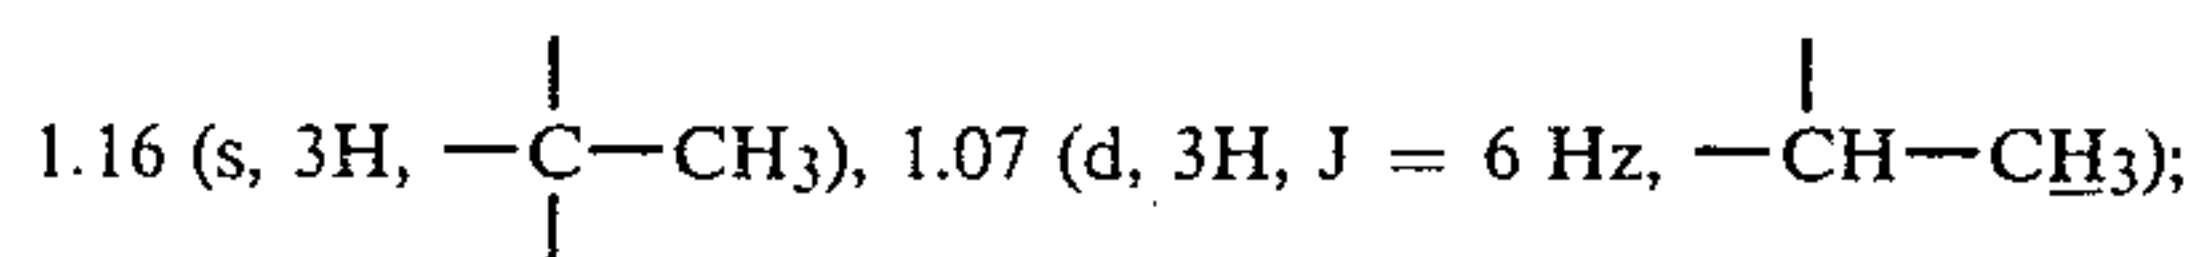 1.16 (s, 3H, —C—CH₃), 1.07 (d, 3H, J = 6 Hz, —CH—CH₃);